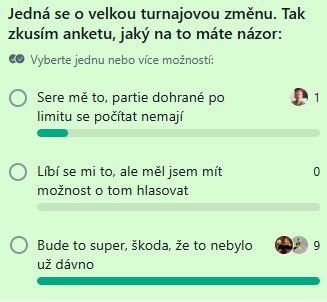 Jedná se o velkou turnajovou změnu. Tak
zkusím anketu, jaký na to máte názor:
Vyberte jednu nebo více možností:
Sere mě to, partie dohrané po
limitu se počítat nemají
1
Líbí se mi to, ale měl jsem mít
možnost o tom hlasovat
0
Bude to super, škoda, že to nebylo
už dávno
9